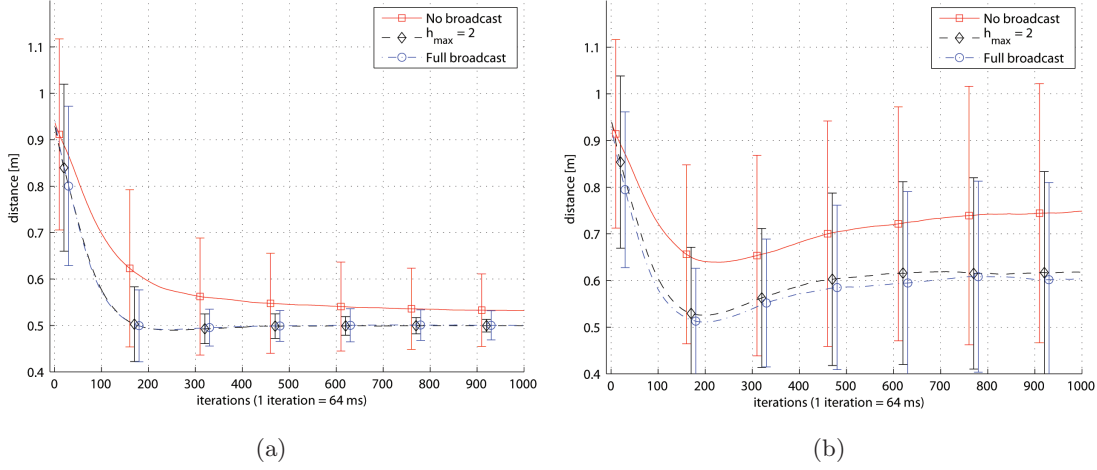 No broadcast
h_max = 2
Full broadcast
1.1
1
0.9
0.8
0.7
0.6
0.5
0.4
distance [m]
0 100 200 300 400 500 600 700 800 900 1000
iterations (1 iteration = 64 ms)
(a)
No broadcast
h_max = 2
Full broadcast
1.1
1
0.9
0.8
0.7
0.6
0.5
0.4
distance [m]
0 100 200 300 400 500 600 700 800 900 1000
iterations (1 iteration = 64 ms)
(b)